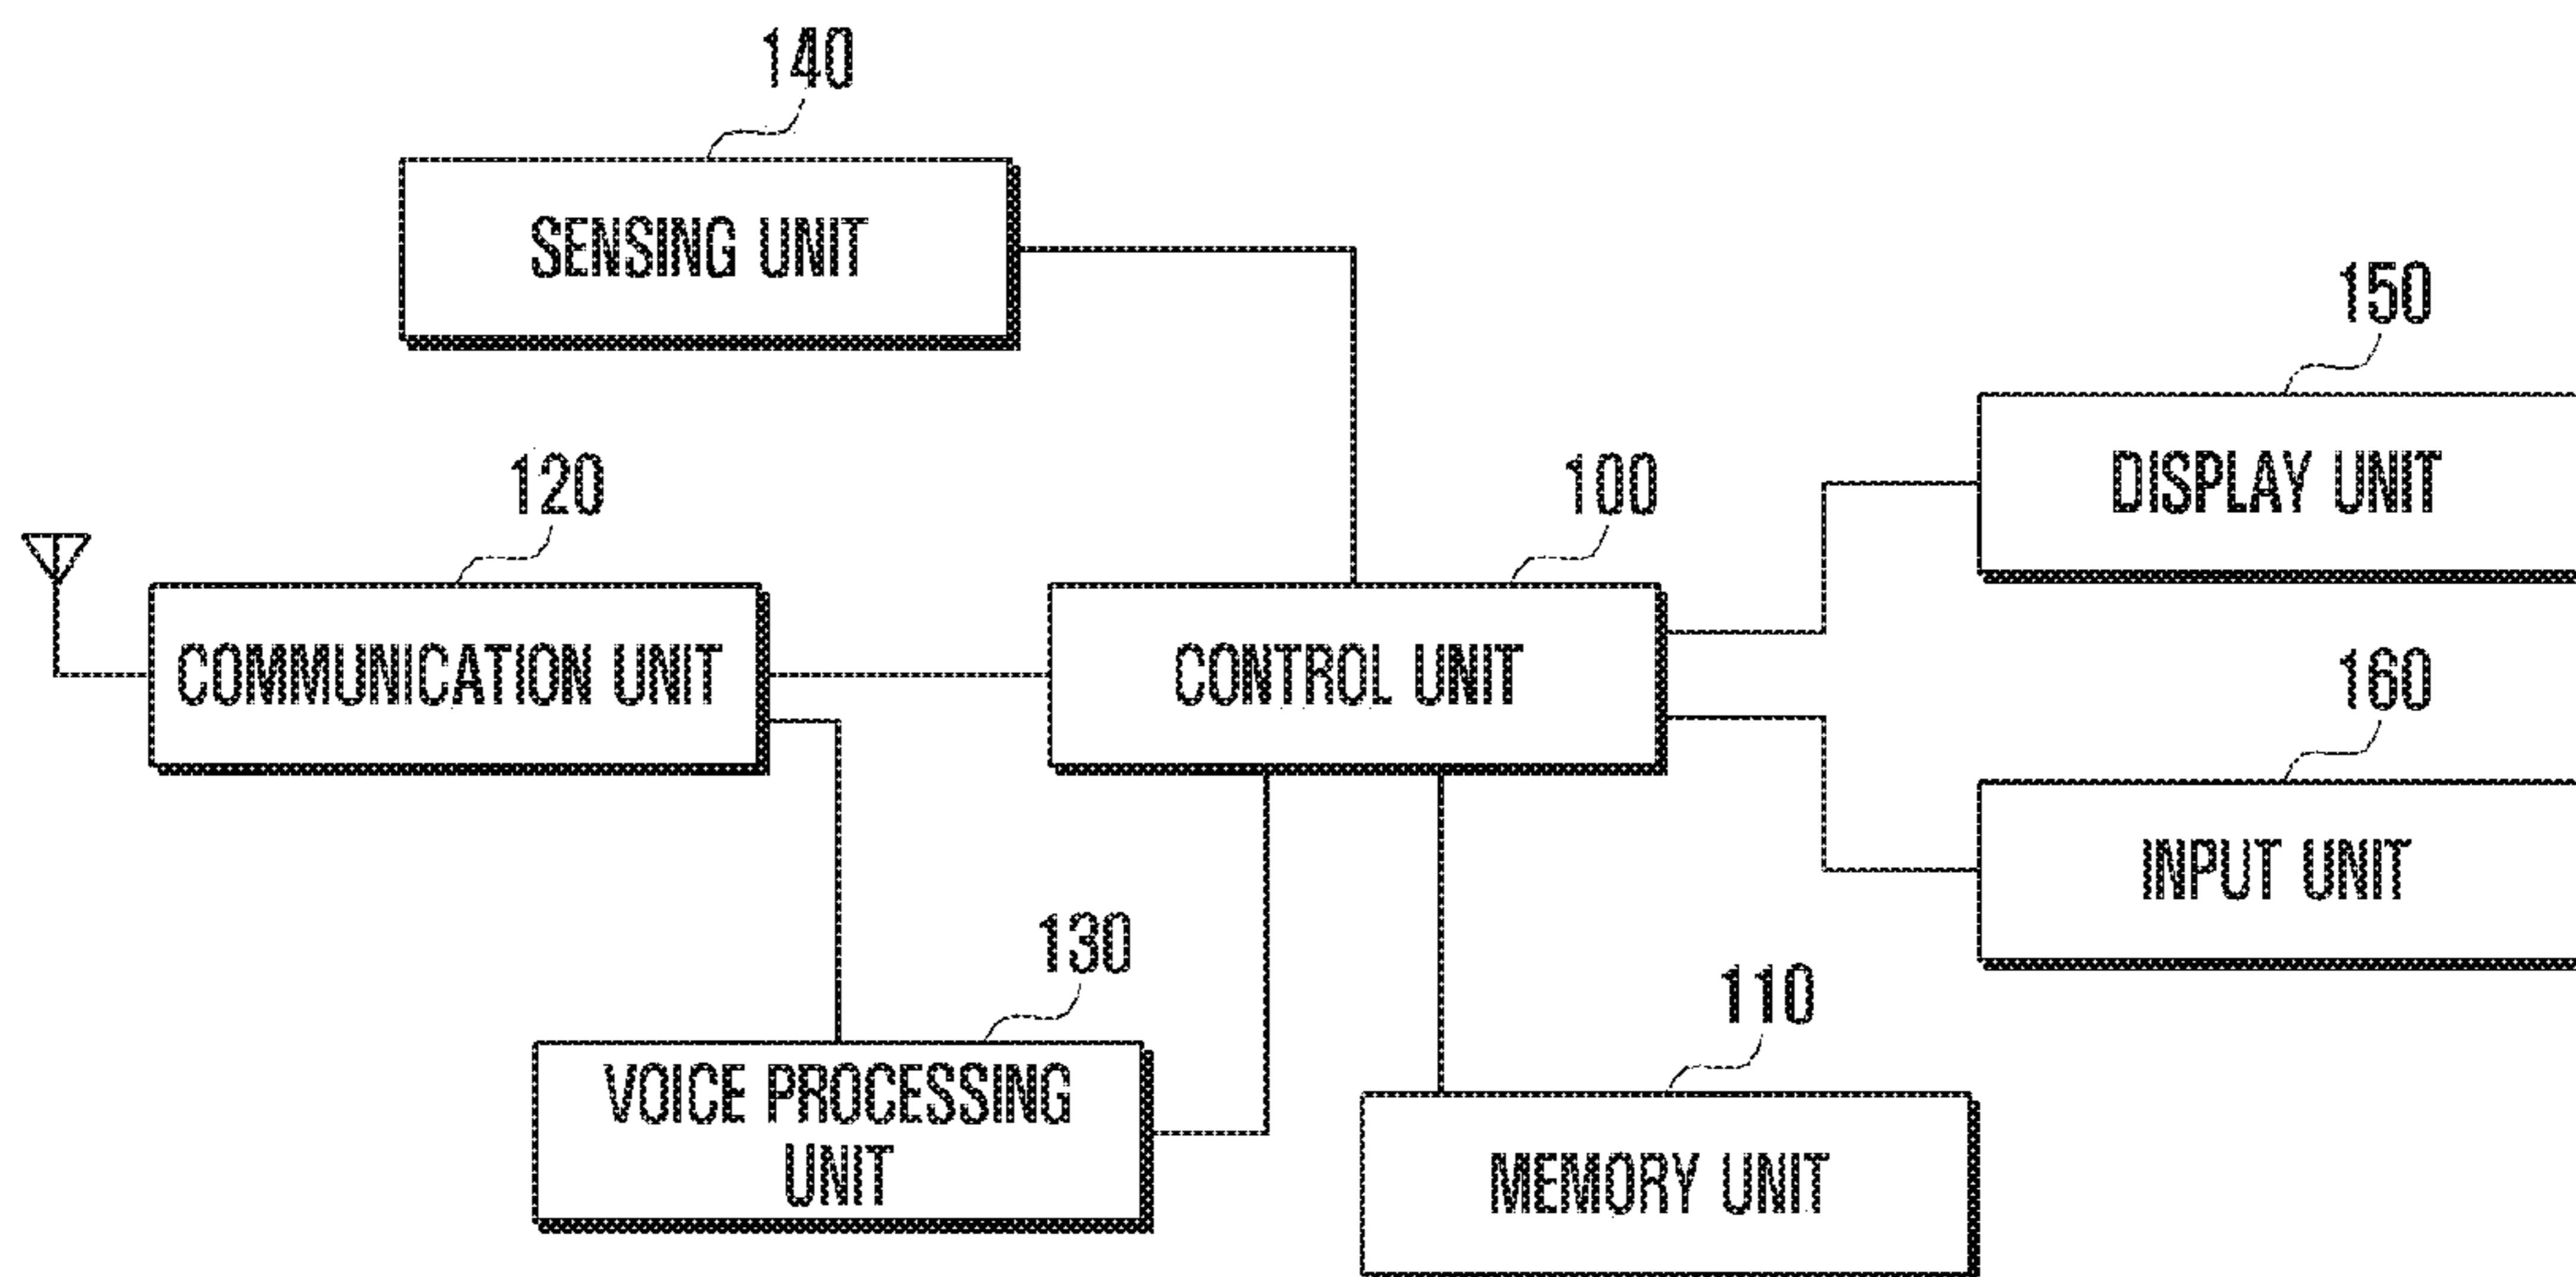 140
SENSING UNIT
150
DISPLAY UNIT
120
COMMUNICATION UNIT
100
CONTROL UNIT
160
INPUT UNIT
130
VOICE PROCESSING
UNIT
110
MEMORY UNIT